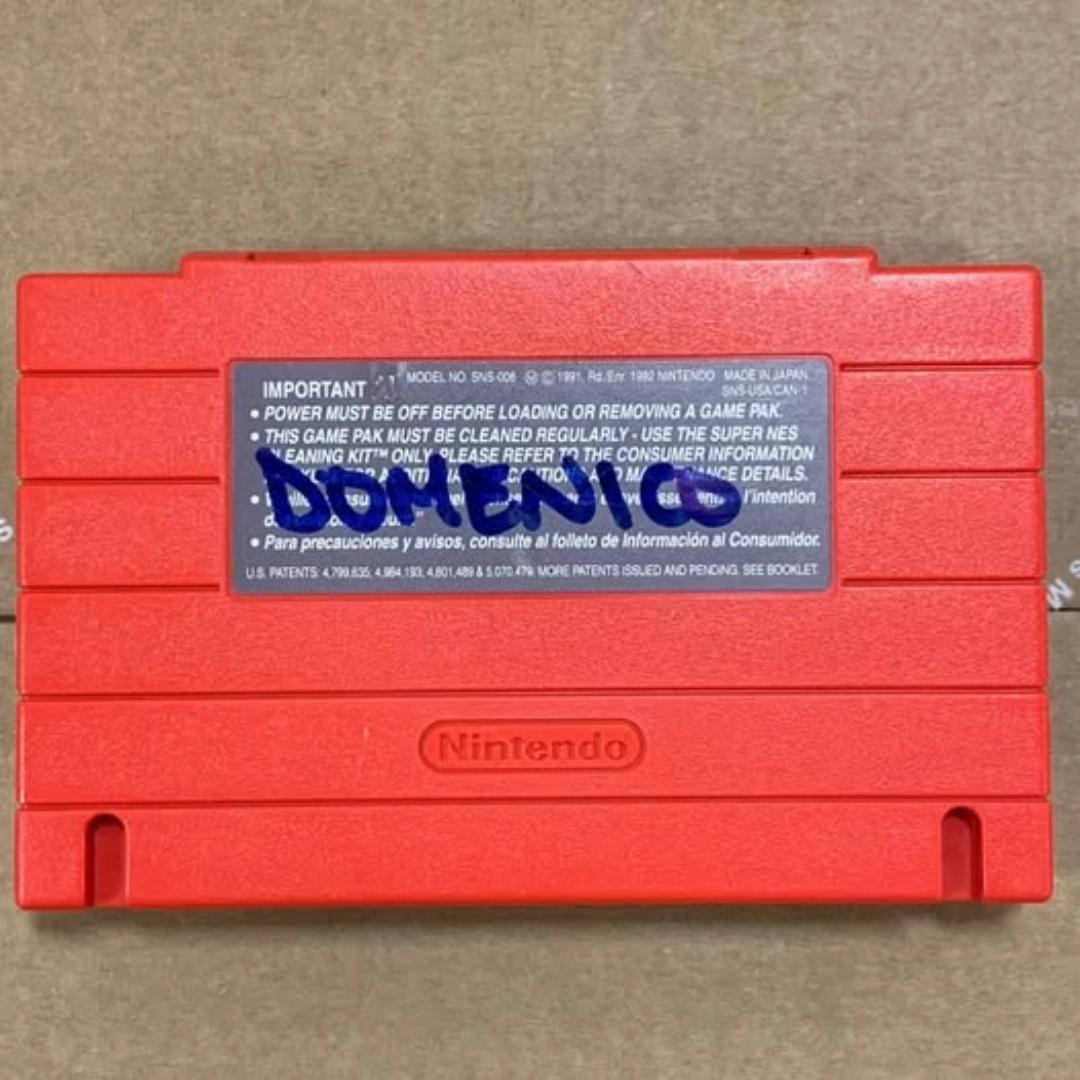 IMPORTANT MODEL NO. SNS-006 Ⓜ © 1991, Rd./Enr. 1992 NINTENDO MADE IN JAPAN
SNS-USA/CAN-1
• POWER MUST BE OFF BEFORE LOADING OR REMOVING A GAME PAK.
• THIS GAME PAK MUST BE CLEANED REGULARLY - USE THE SUPER NES
CLEANING KIT™ ONLY. PLEASE REFER TO THE CONSUMER INFORMATION
DETAILS.
DOMENICO
• l'intention
• Para precauciones y avisos, consulte al folleto de Información al Consumidor.
U.S. PATENTS: 4,799,635; 4,984,193; 4,601,489 & 5,070,479. MORE PATENTS ISSUED AND PENDING. SEE BOOKLET.
Nintendo